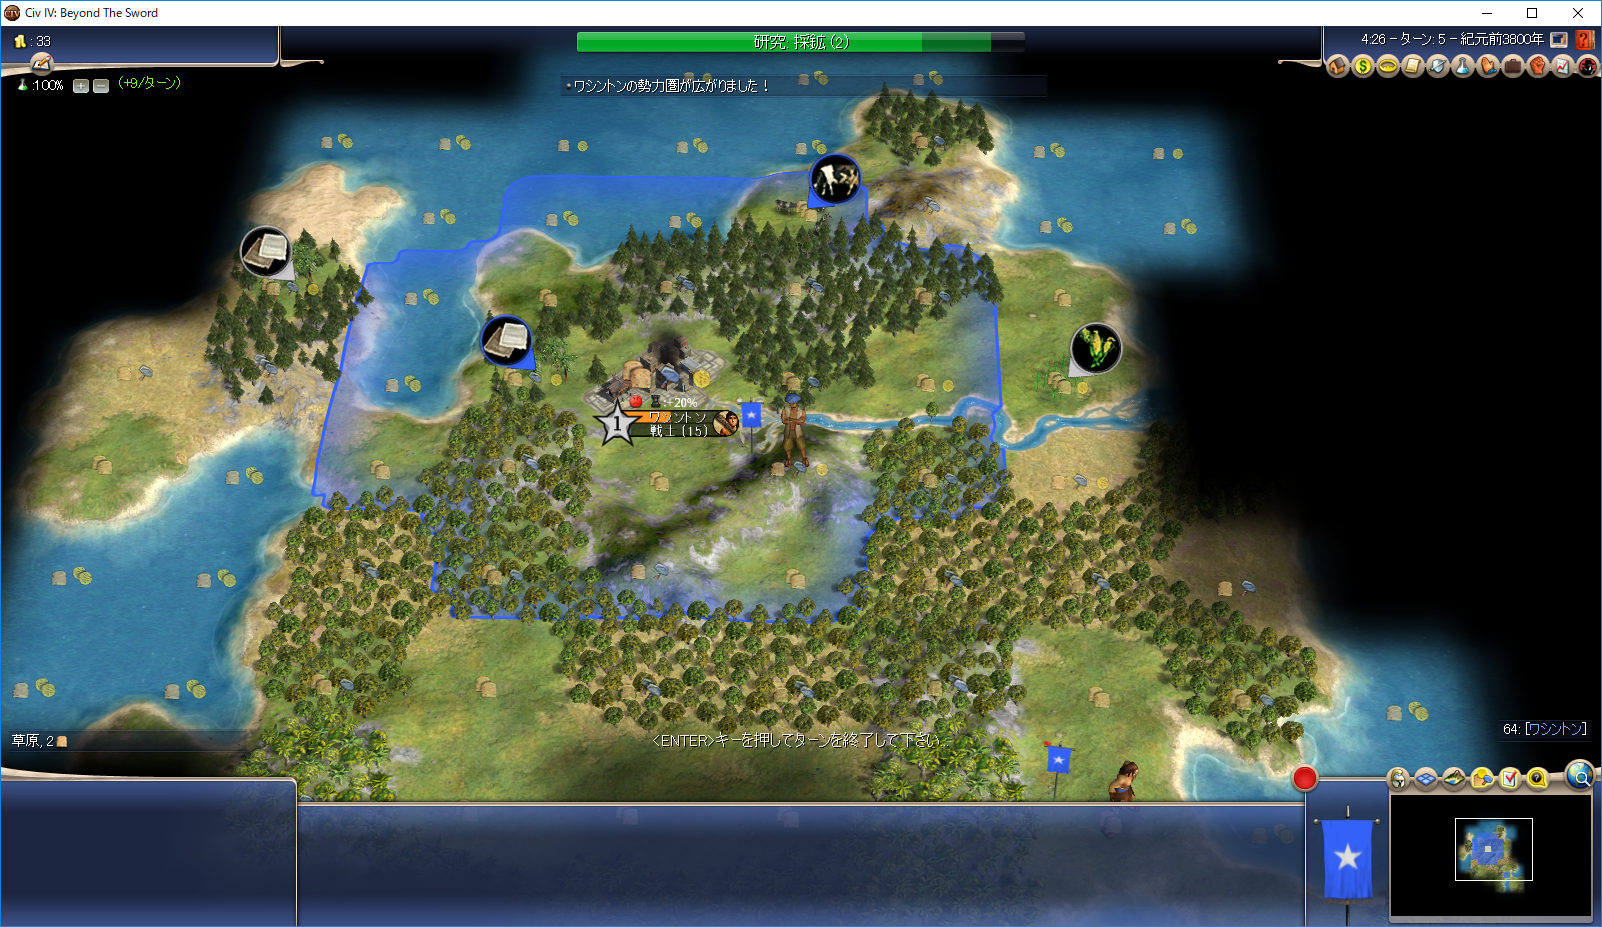 Civ IV: Beyond The Sword
: 33
研究: 採鉱 (2)
4:26 - ターン: 5 - 紀元前3800年
:100%
(+9/ターン)
ワシントンの勢力圏が広がりました！
:+20%
1
ワシントン
戦士 (15)
草原, 2
<ENTER>キーを押してターンを終了して下さい...
64: [ワシントン]